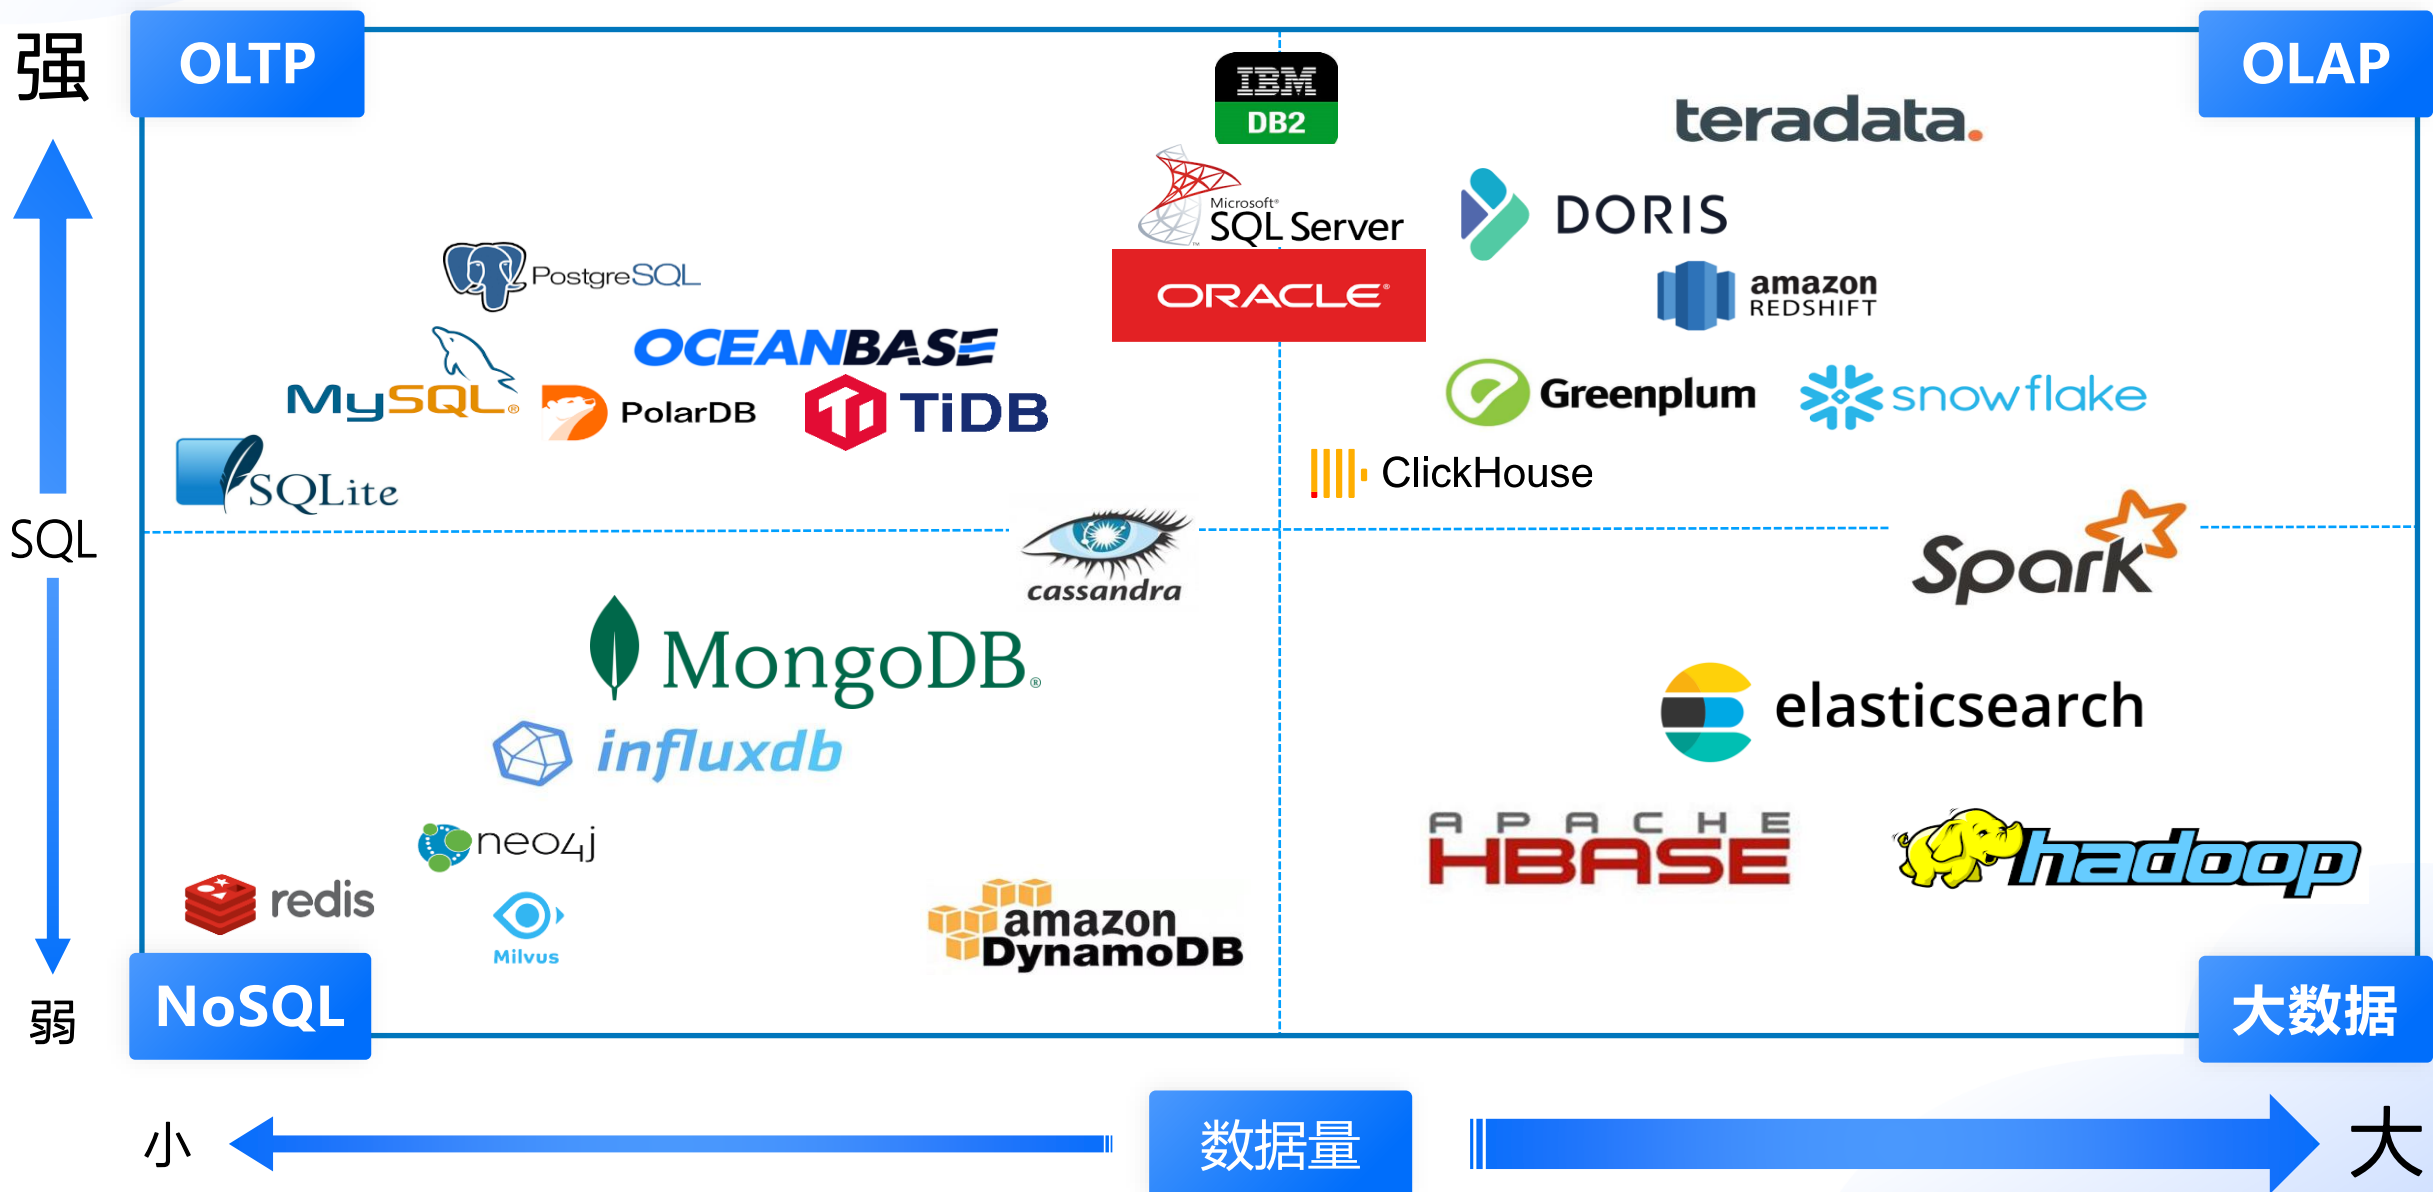 强
OLTP
OLAP
IBM
DB2
teradata.
Microsoft®
SQL Server
™
DORIS
PostgreSQL
ORACLE®
amazon
REDSHIFT
OCEANBASE
MySQL®
PolarDB
TiDB
Greenplum
snowflake
SQLite
ClickHouse
SQL
cassandra
Spark
MongoDB®
elasticsearch
influxdb
neo4j
APACHE
HBASE
hadoop
redis
Milvus
amazon
DynamoDB
弱
NoSQL
大数据
小
数据量
大